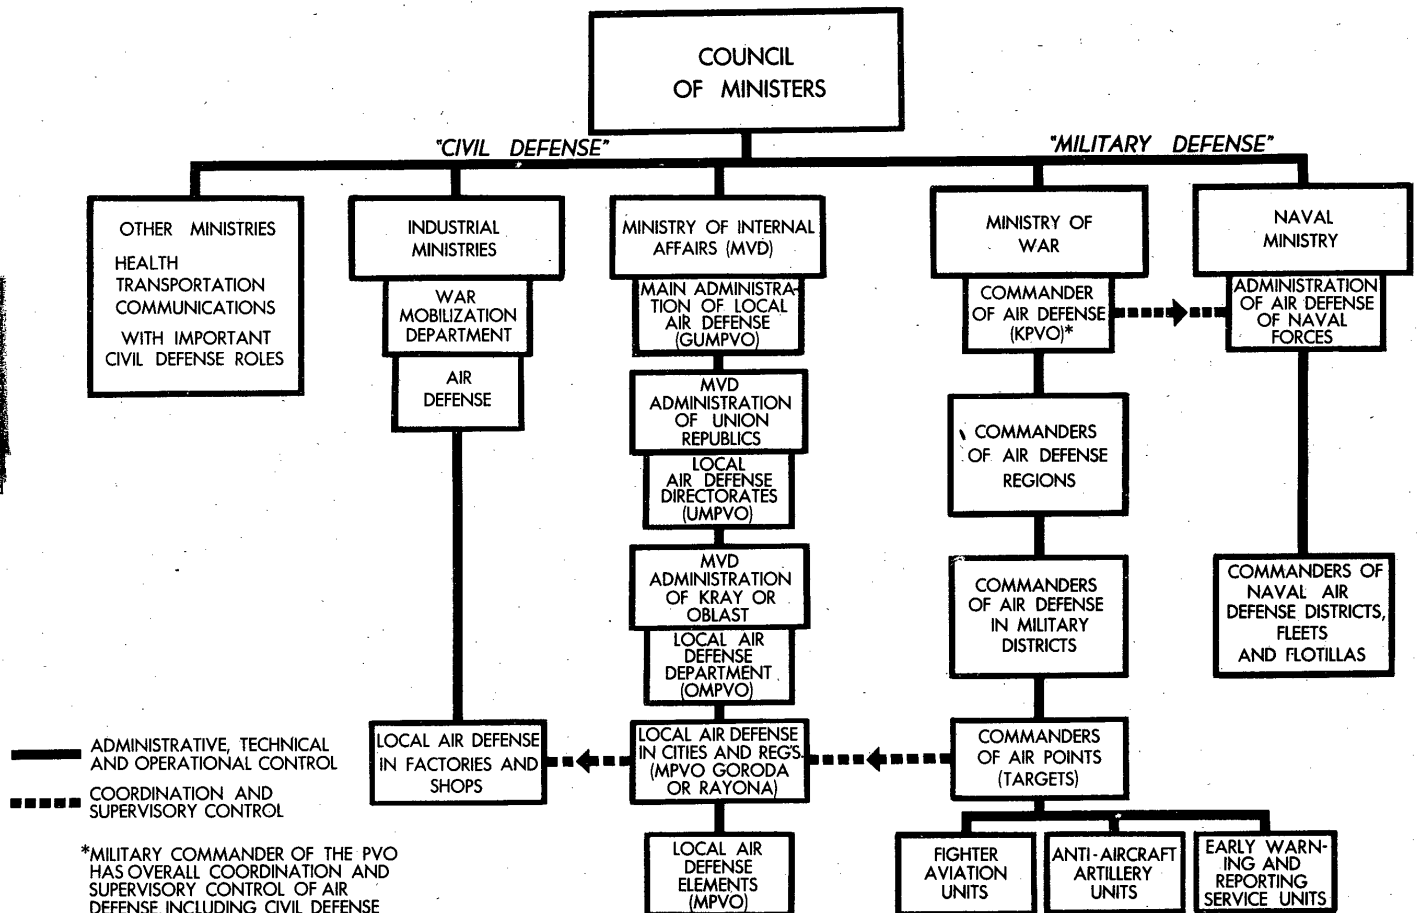 COUNCIL
OF MINISTERS
"CIVIL DEFENSE"
"MILITARY DEFENSE"
OTHER MINISTRIES
HEALTH
TRANSPORTATION
COMMUNICATIONS
WITH IMPORTANT
CIVIL DEFENSE ROLES
INDUSTRIAL
MINISTRIES
WAR
MOBILIZATION
DEPARTMENT
AIR
DEFENSE
LOCAL AIR DEFENSE
IN FACTORIES AND
SHOPS
MINISTRY OF INTERNAL
AFFAIRS (MVD)
MAIN ADMINISTRA-
TION OF LOCAL
AIR DEFENSE
(GUMPVO)
MVD
ADMINISTRATION
OF UNION
REPUBLICS
LOCAL
AIR DEFENSE
DIRECTORATES
(UMPVO)
MVD
ADMINISTRATION
OF KRAY OR
OBLAST
LOCAL AIR
DEFENSE
DEPARTMENT
(OMPVO)
LOCAL AIR DEFENSE
IN CITIES AND REG'S.
(MPVO GORODA
OR RAYONA)
LOCAL AIR
DEFENSE
ELEMENTS
(MPVO)
MINISTRY OF
WAR
COMMANDER
OF AIR DEFENSE
(KPVO)*
COMMANDERS
OF AIR DEFENSE
REGIONS
COMMANDERS
OF AIR DEFENSE
IN MILITARY
DISTRICTS
COMMANDERS
OF AIR POINTS
(TARGETS)
FIGHTER
AVIATION
UNITS
ANTI-AIRCRAFT
ARTILLERY
UNITS
EARLY WARN-
ING AND
REPORTING
SERVICE UNITS
NAVAL
MINISTRY
ADMINISTRATION
OF AIR DEFENSE
OF NAVAL
FORCES
COMMANDERS OF
NAVAL AIR
DEFENSE DISTRICTS,
FLEETS
AND FLOTILLAS
ADMINISTRATIVE, TECHNICAL
AND OPERATIONAL CONTROL
COORDINATION AND
SUPERVISORY CONTROL
*MILITARY COMMANDER OF THE PVO
HAS OVERALL COORDINATION AND
SUPERVISORY CONTROL OF AIR
DEFENSE, INCLUDING CIVIL DEFENSE